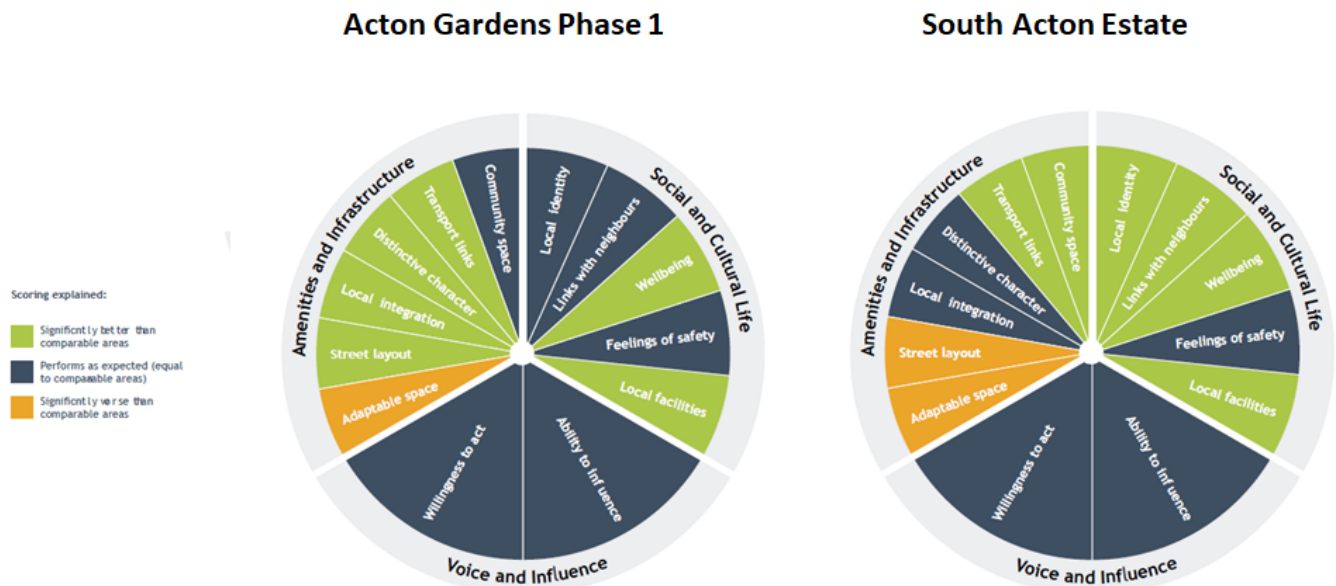 Acton Gardens Phase 1
South Acton Estate
Scoring explained:
Significntly better than
comparable areas
Performs as expected (equal
to comparable areas)
Significntly worse than
comparable areas
Amenities and Infrastructure
Social and Cultural Life
Voice and Influence
Community space
Transport links
Distinctive character
Local integration
Street layout
Adaptable space
Local identity
Links with neighbours
Wellbeing
Feelings of safety
Local facilities
Willingness to act
Ability to influence
Amenities and Infrastructure
Social and Cultural Life
Voice and Influence
Community space
Transport links
Distinctive character
Local integration
Street layout
Adaptable space
Local identity
Links with neighbours
Wellbeing
Feelings of safety
Local facilities
Willingness to act
Ability to influence